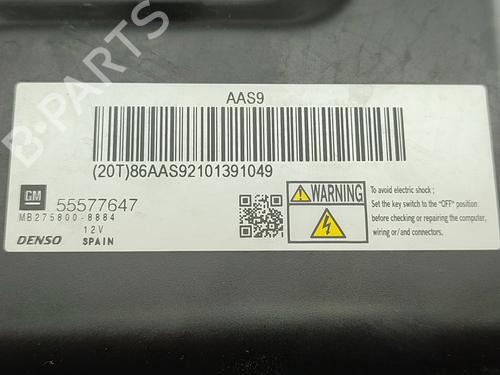 B-PARTS
AAS9
(20T)86AAS92101391049
GM 55577647
MB275800-8884
12V
DENSO SPAIN
WARNING
To avoid electric shock ;
Set the key switch to the "OFF" position
before checking or repairing the computer,
wiring or/and connectors.